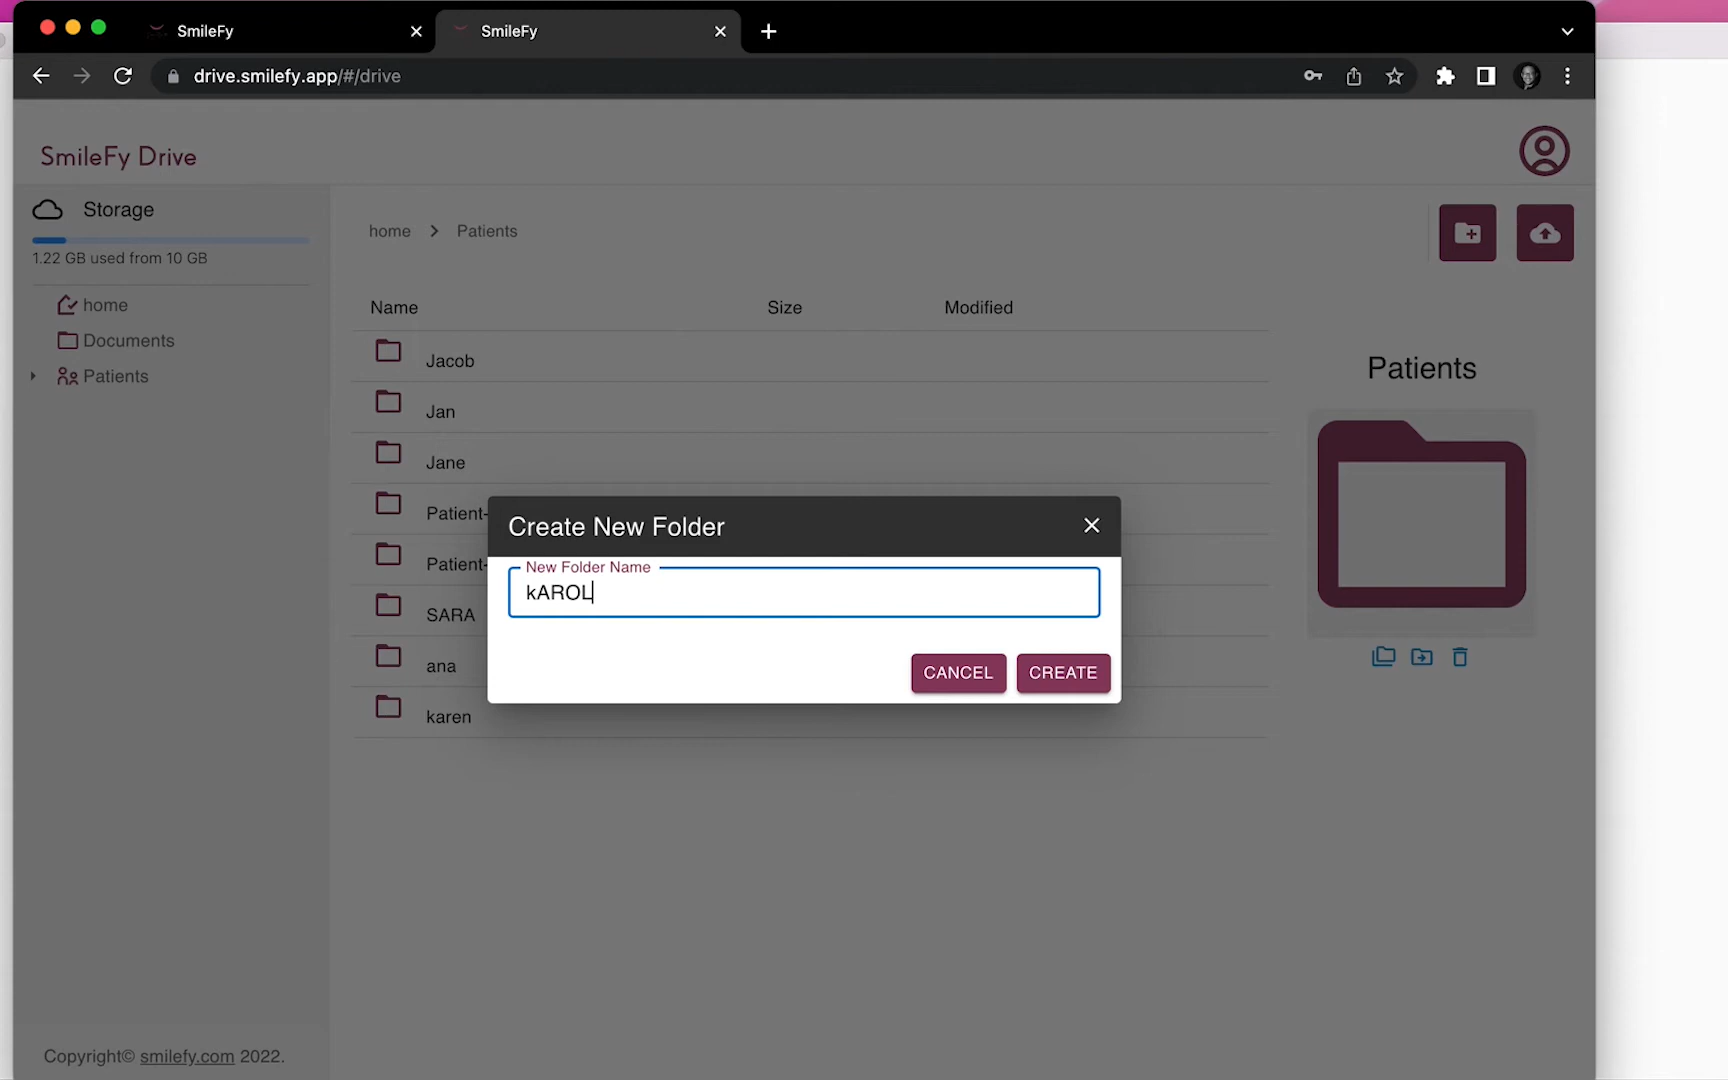 SmileFy
SmileFy
drive.smilefy.app/#/drive
SmileFy Drive
Storage
1.22 GB used from 10 GB
home
Documents
Patients
home > Patients
Name Size Modified
Jacob
Jan
Jane
Patient-
Patient-
SARA
ana
karen
Patients
Create New Folder
New Folder Name
kAROL
CANCEL CREATE
Copyright© smilefy.com 2022.